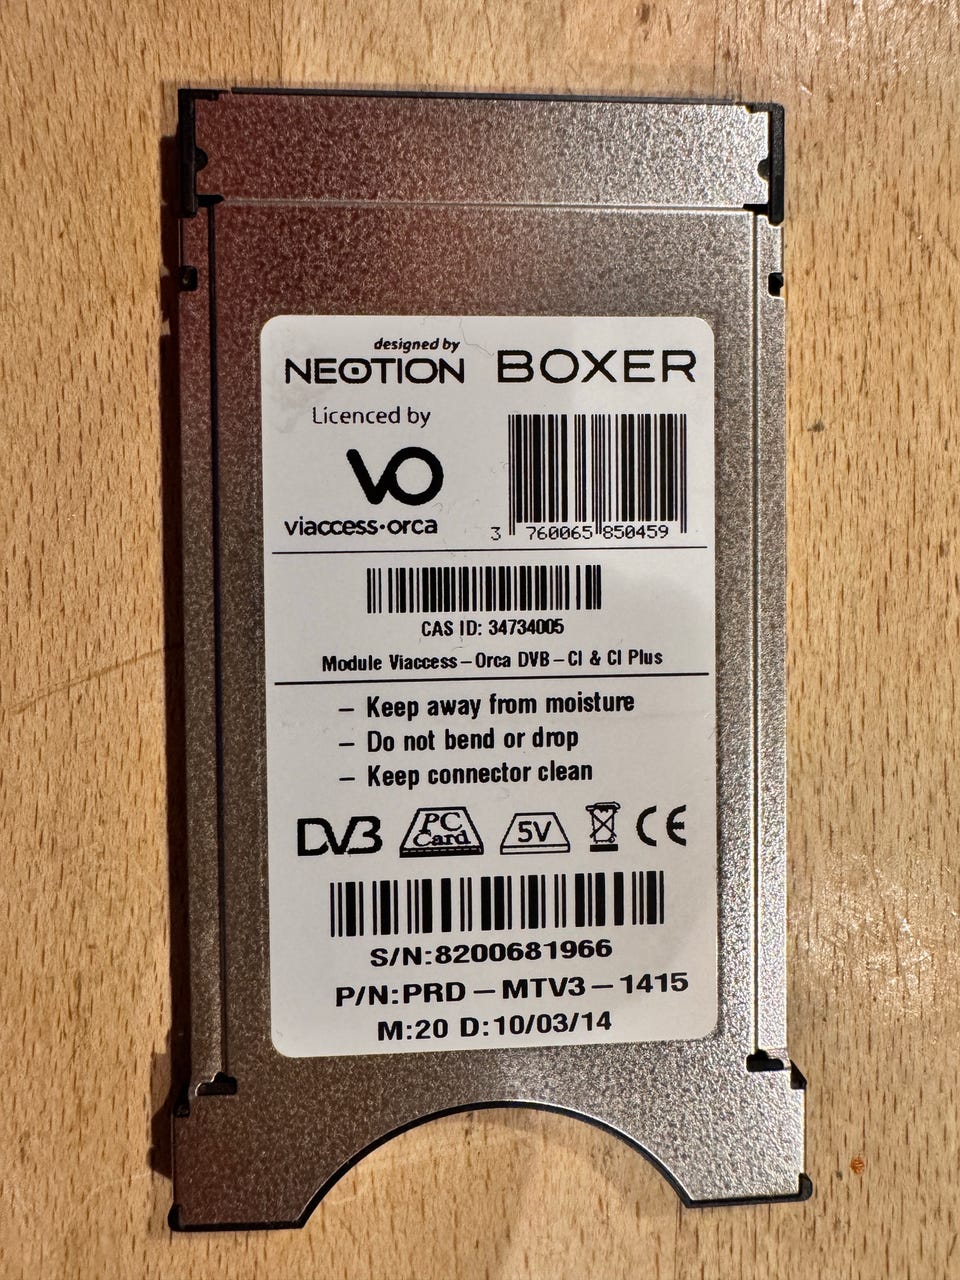 designed by
NEOTION BOXER
Licenced by
VO
viaccess·orca
3 760065 850459
CAS ID: 34734005
Module Viaccess-Orca DVB-CI & CI Plus
- Keep away from moisture
- Do not bend or drop
- Keep connector clean
DVB PC Card 5V CE
S/N:8200681966
P/N:PRD-MTV3-1415
M:20 D:10/03/14